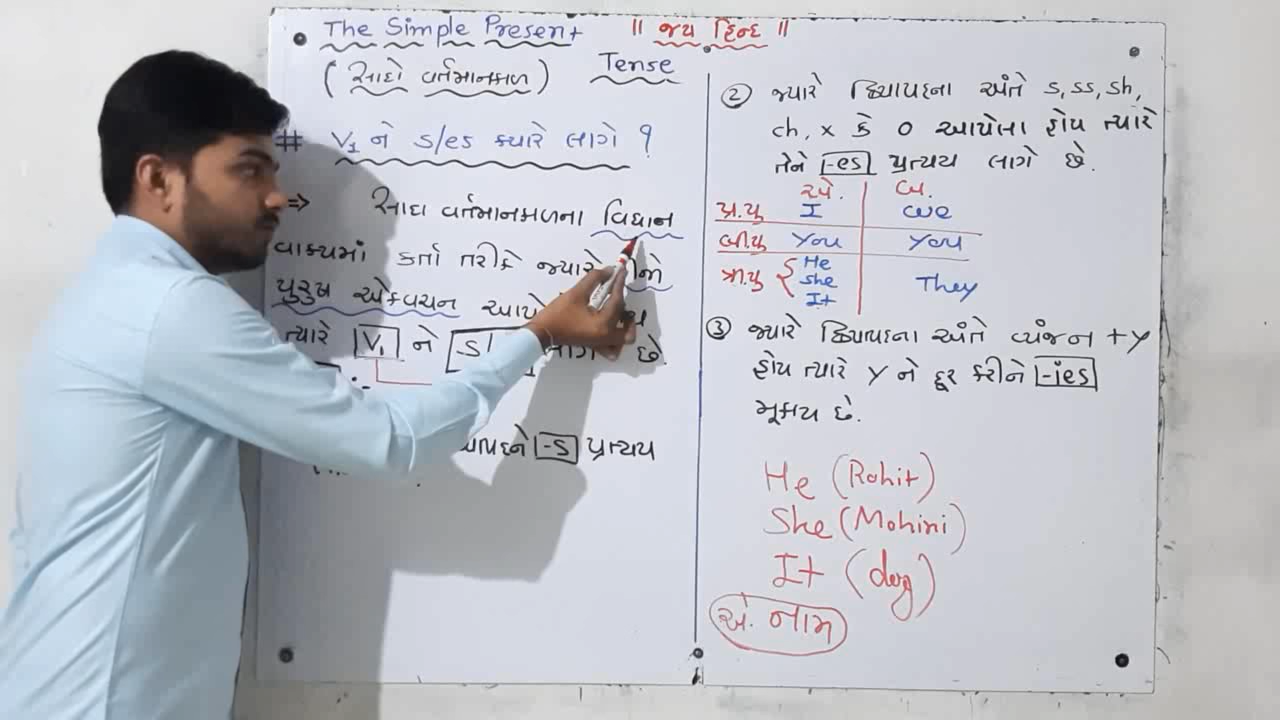 The Simple Present
॥ જય હિન્દ ॥
Tense
(સાદો વર્તમાનકાળ)
# V1 ને s/es ક્યારે લાગે ?
⇒ સાદા વર્તમાનકાળના વિધાન
વાક્યમાં કર્તા તરીકે જ્યારે
પુરુષ એકવચન
ત્યારે V1 ને -s લાગે છે.
-s પ્રત્યય
② જ્યારે ક્રિયાપદના અંતે s, ss, sh,
ch, x કે o આપેલા હોય ત્યારે
તેને -es પ્રત્યય લાગે છે.
એ.વ. બ.વ.
પ્ર.પુ I we
બી.પુ You You
ત્રી.પુ { He
She They
It
③ જ્યારે ક્રિયાપદના અંતે વ્યંજન + y
હોય ત્યારે y ને દૂર કરીને -ies
મૂકાય છે.
He (Rohit)
She (Mohini)
It (dog)
એ. નામ